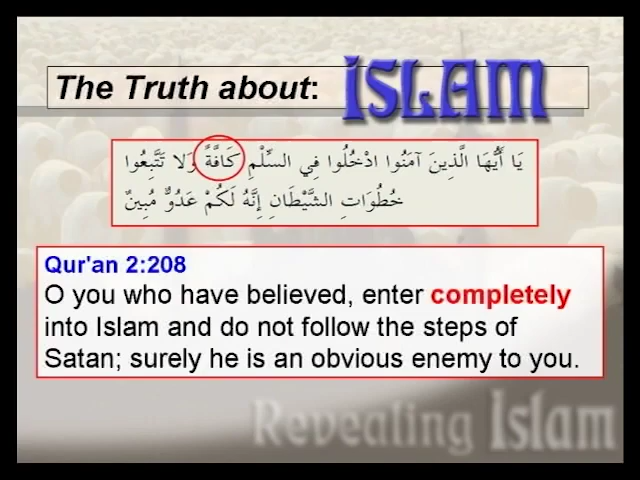 The Truth about: ISLAM
يَا أَيُّهَا الَّذِينَ آمَنُوا ادْخُلُوا فِي السِّلْمِ كَافَّةً وَلا تَتَّبِعُوا
خُطُوَاتِ الشَّيْطَانِ إِنَّهُ لَكُمْ عَدُوٌّ مُبِينٌ
Qur'an 2:208
O you who have believed, enter completely
into Islam and do not follow the steps of
Satan; surely he is an obvious enemy to you.
Revealing Islam